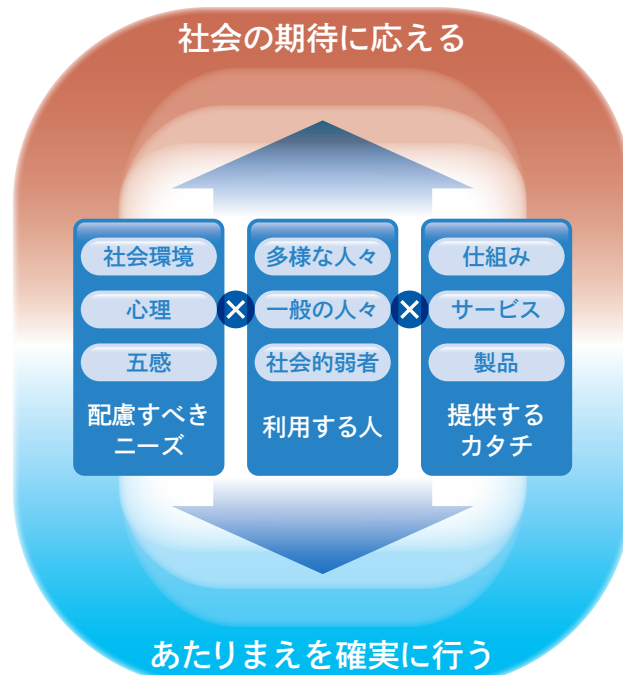 社会の期待に応える
社会環境
心理
五感
配慮すべき
ニーズ
×
多様な人々
一般の人々
社会的弱者
利用する人
×
仕組み
サービス
製品
提供する
カタチ
あたりまえを確実に行う